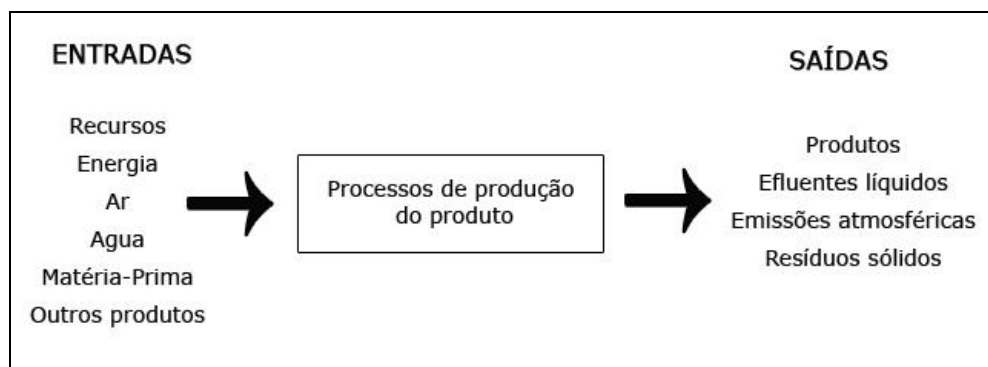 ENTRADAS
Recursos
Energia
Ar
Agua
Matéria-Prima
Outros produtos
Processos de produção
do produto
SAÍDAS
Produtos
Efluentes líquidos
Emissões atmosféricas
Resíduos sólidos